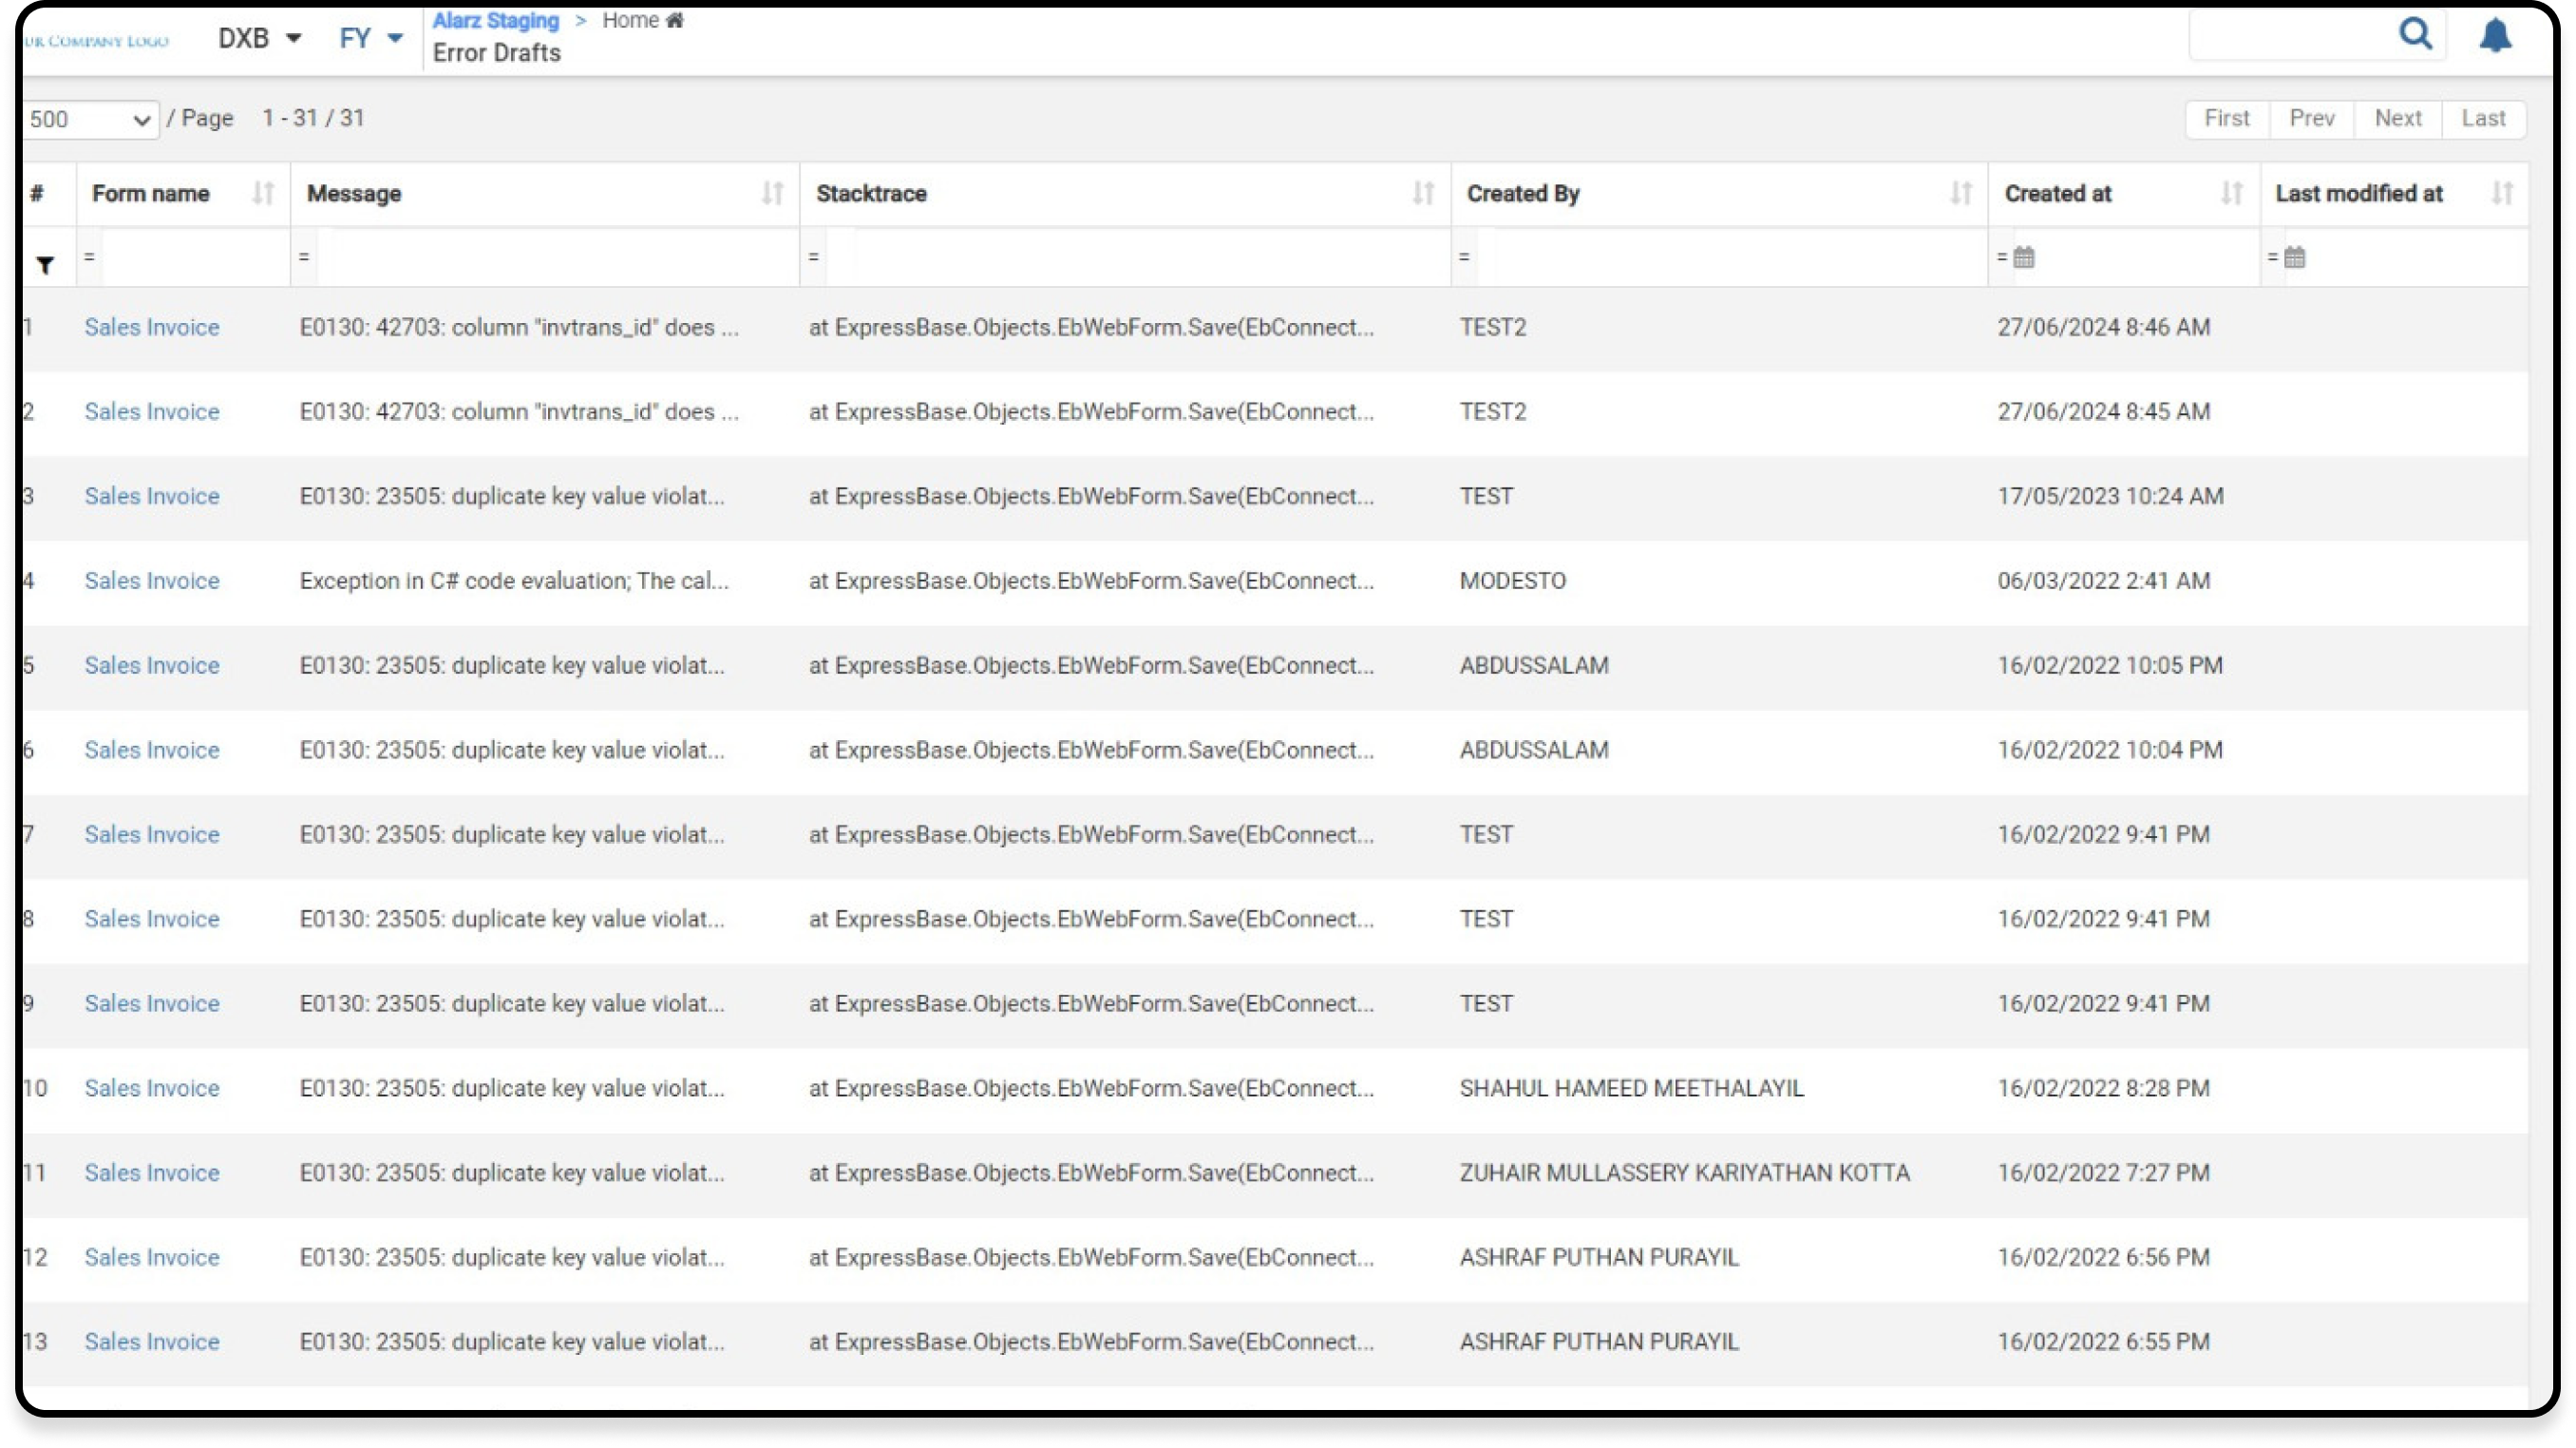 UR COMPANY LOGO DXB FY Alarz Staging > Home
Error Drafts
500 / Page 1 - 31 / 31 First Prev Next Last
# Form name Message Stacktrace Created By Created at Last modified at
= = = = = =
1 Sales Invoice E0130: 42703: column "invtrans_id" does ... at ExpressBase.Objects.EbWebForm.Save(EbConnect... TEST2 27/06/2024 8:46 AM
2 Sales Invoice E0130: 42703: column "invtrans_id" does ... at ExpressBase.Objects.EbWebForm.Save(EbConnect... TEST2 27/06/2024 8:45 AM
3 Sales Invoice E0130: 23505: duplicate key value violat... at ExpressBase.Objects.EbWebForm.Save(EbConnect... TEST 17/05/2023 10:24 AM
4 Sales Invoice Exception in C# code evaluation; The cal... at ExpressBase.Objects.EbWebForm.Save(EbConnect... MODESTO 06/03/2022 2:41 AM
5 Sales Invoice E0130: 23505: duplicate key value violat... at ExpressBase.Objects.EbWebForm.Save(EbConnect... ABDUSSALAM 16/02/2022 10:05 PM
6 Sales Invoice E0130: 23505: duplicate key value violat... at ExpressBase.Objects.EbWebForm.Save(EbConnect... ABDUSSALAM 16/02/2022 10:04 PM
7 Sales Invoice E0130: 23505: duplicate key value violat... at ExpressBase.Objects.EbWebForm.Save(EbConnect... TEST 16/02/2022 9:41 PM
8 Sales Invoice E0130: 23505: duplicate key value violat... at ExpressBase.Objects.EbWebForm.Save(EbConnect... TEST 16/02/2022 9:41 PM
9 Sales Invoice E0130: 23505: duplicate key value violat... at ExpressBase.Objects.EbWebForm.Save(EbConnect... TEST 16/02/2022 9:41 PM
10 Sales Invoice E0130: 23505: duplicate key value violat... at ExpressBase.Objects.EbWebForm.Save(EbConnect... SHAHUL HAMEED MEETHALAYIL 16/02/2022 8:28 PM
11 Sales Invoice E0130: 23505: duplicate key value violat... at ExpressBase.Objects.EbWebForm.Save(EbConnect... ZUHAIR MULLASSERY KARIYATHAN KOTTA 16/02/2022 7:27 PM
12 Sales Invoice E0130: 23505: duplicate key value violat... at ExpressBase.Objects.EbWebForm.Save(EbConnect... ASHRAF PUTHAN PURAYIL 16/02/2022 6:56 PM
13 Sales Invoice E0130: 23505: duplicate key value violat... at ExpressBase.Objects.EbWebForm.Save(EbConnect... ASHRAF PUTHAN PURAYIL 16/02/2022 6:55 PM